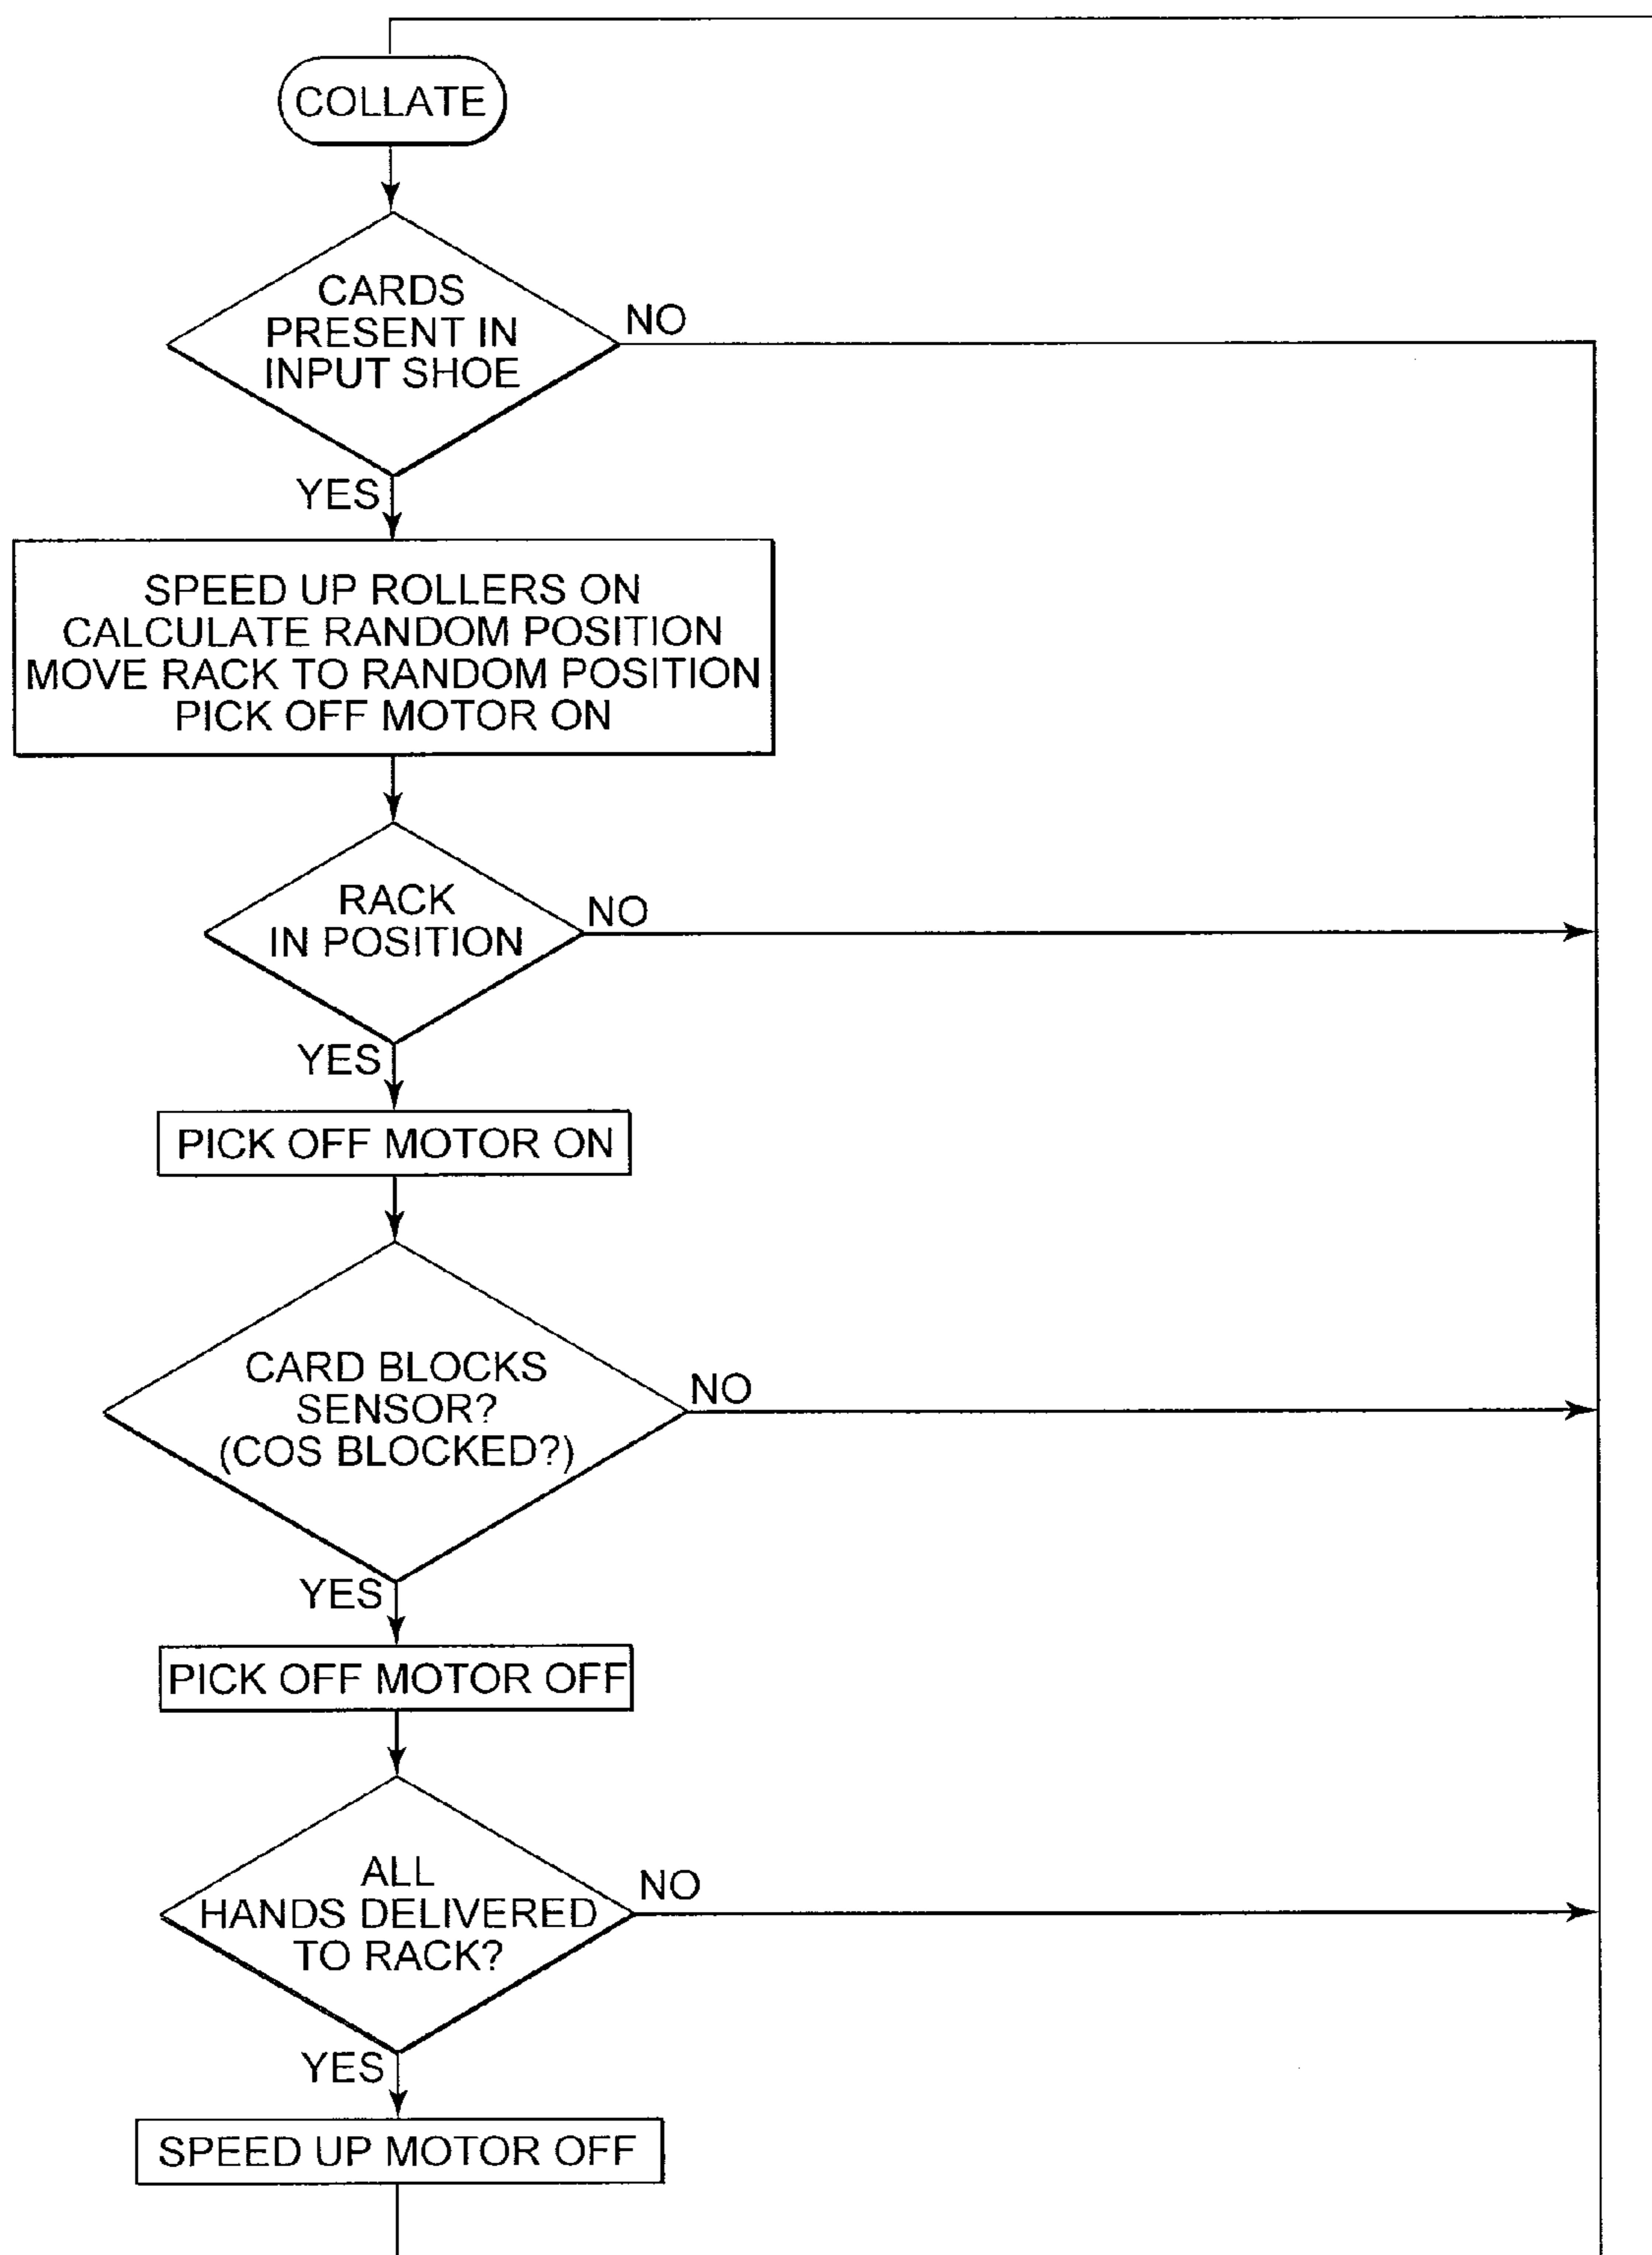 COLLATE
CARDS
PRESENT IN
INPUT SHOE
NO
YES
SPEED UP ROLLERS ON
CALCULATE RANDOM POSITION
MOVE RACK TO RANDOM POSITION
PICK OFF MOTOR ON
RACK
IN POSITION
NO
YES
PICK OFF MOTOR ON
CARD BLOCKS
SENSOR?
(COS BLOCKED?)
NO
YES
PICK OFF MOTOR OFF
ALL
HANDS DELIVERED
TO RACK?
NO
YES
SPEED UP MOTOR OFF